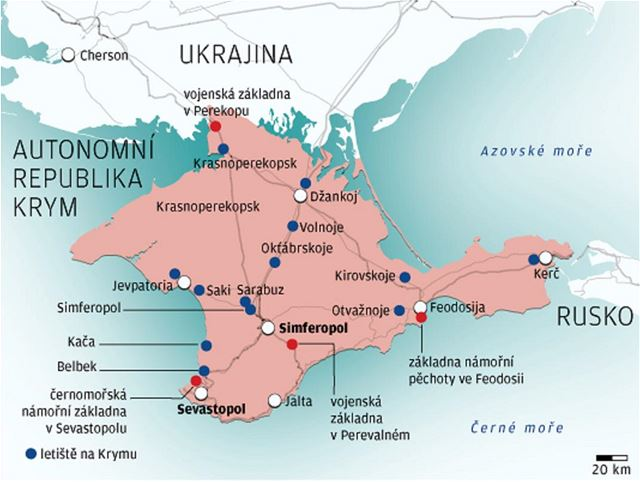 Cherson
UKRAJINA
vojenská základna
v Perekopu
AUTONOMNÍ
REPUBLIKA
KRYM
Krasnoperekopsk
Azovské moře
Krasnoperekopsk
Džankoj
Volnoje
Okťábrskoje
Jevpatoria
Saki
Sarabuz
Kirovskoje
Kerč
Simferopol
Otvažnoje
Feodosija
RUSKO
Simferopol
Kača
Belbek
základna námořní
pěchoty ve Feodosii
černomořská
námořní základna
v Sevastopolu
Sevastopol
Jalta
vojenská
základna
v Perevalném
Černé moře
letiště na Krymu
20 km